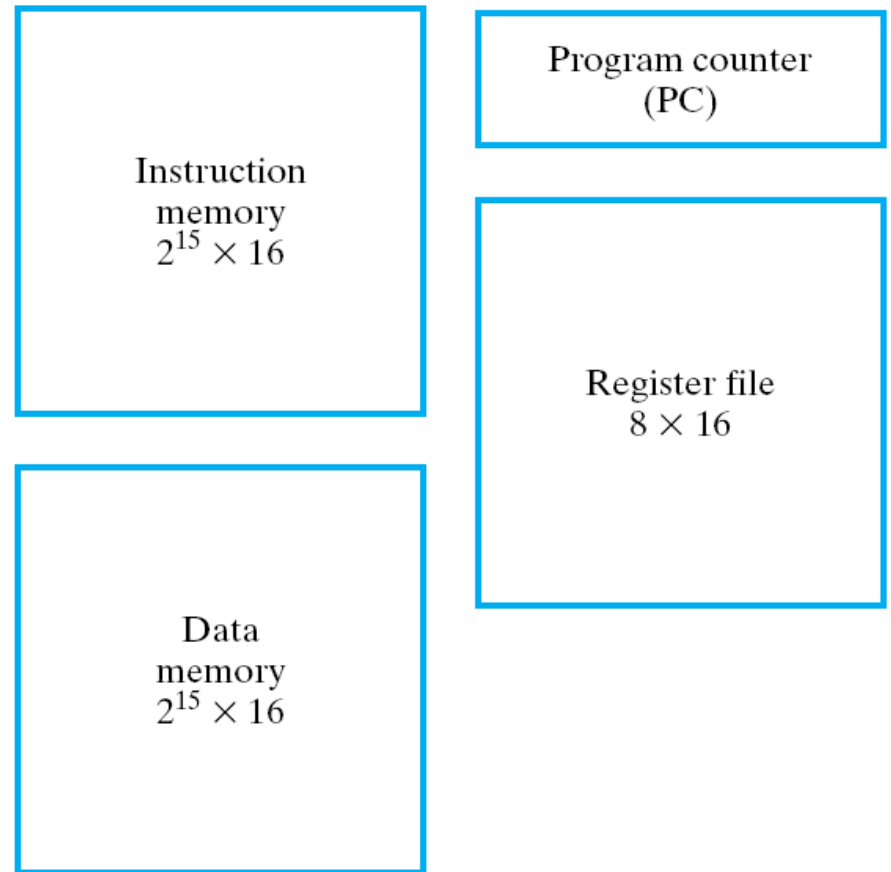 Instruction
memory
2¹⁵ × 16
Program counter
(PC)
Register file
8 × 16
Data
memory
2¹⁵ × 16